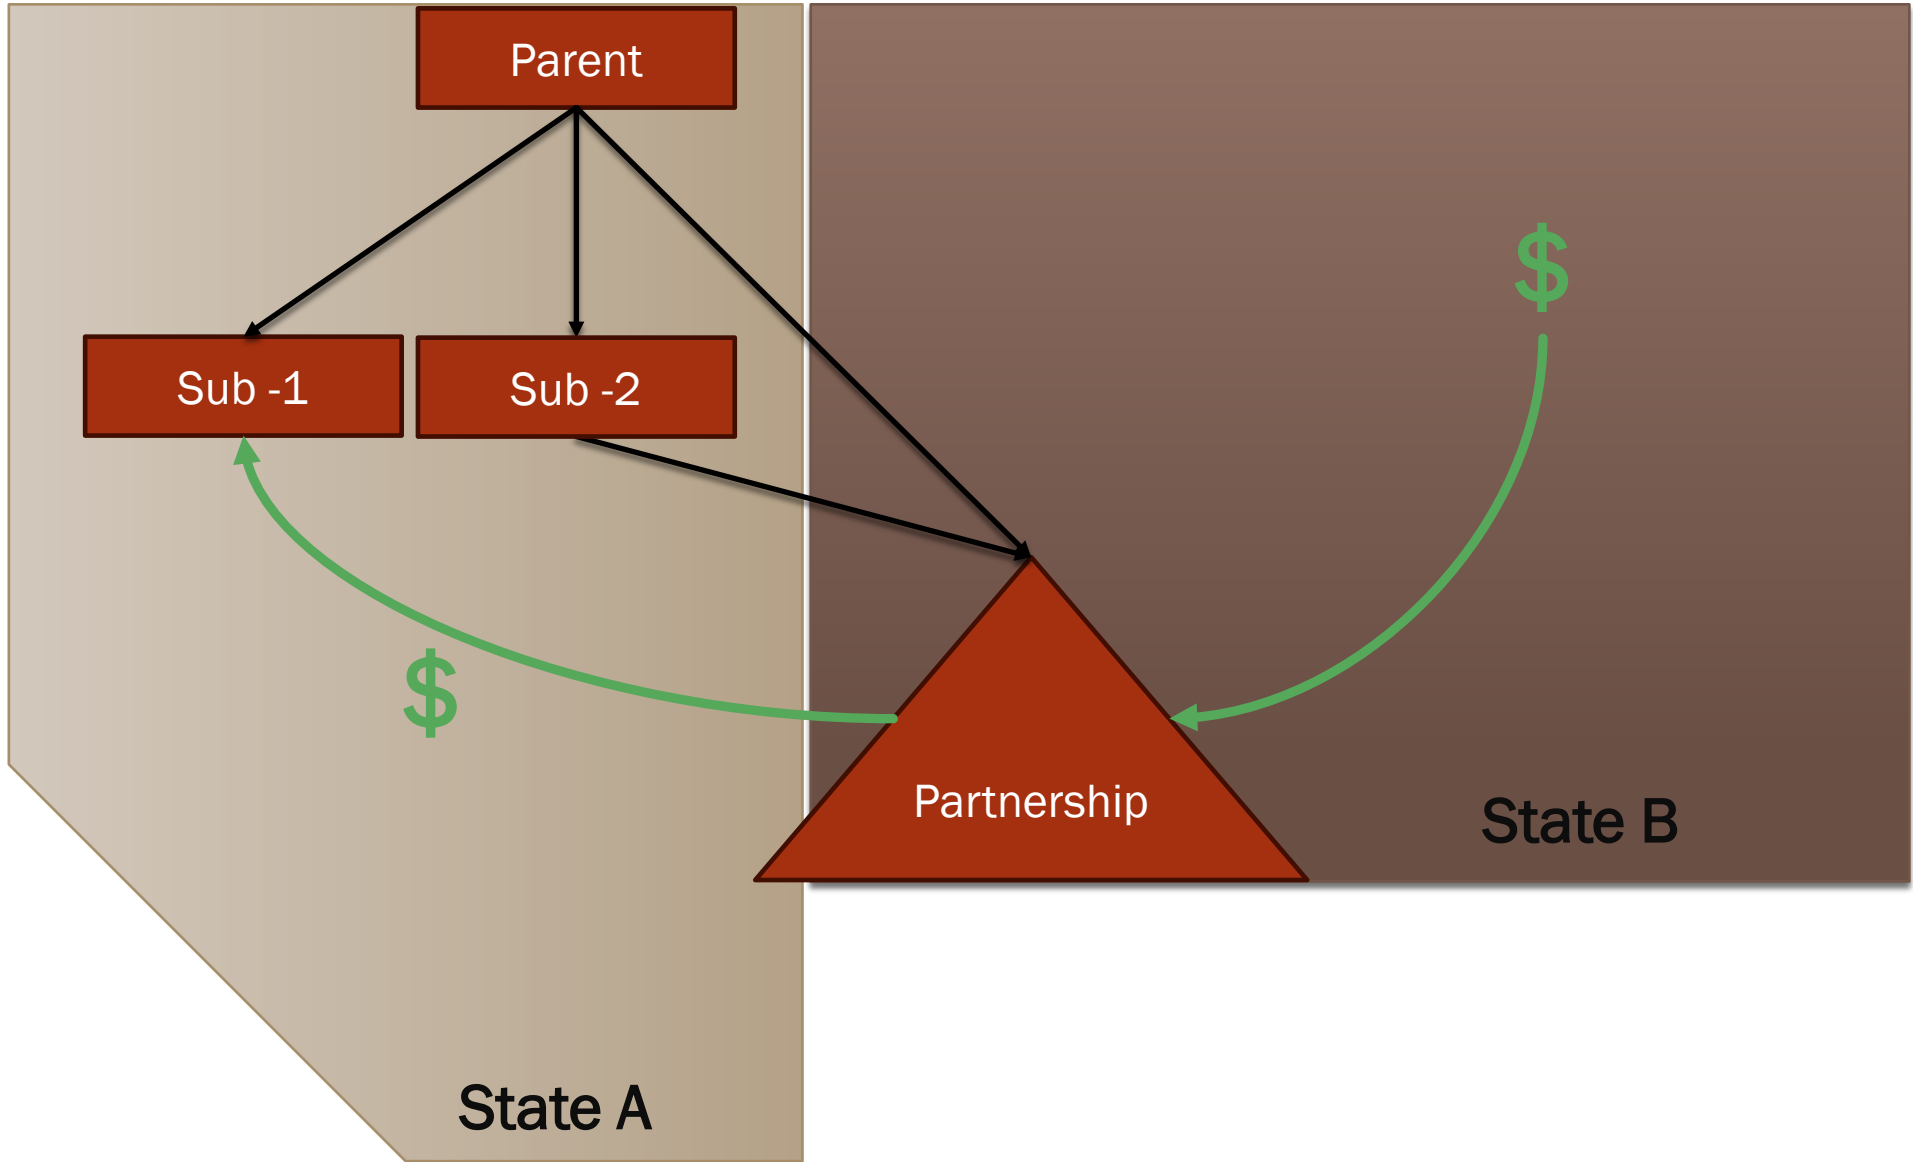 Parent
$
Sub -1
Sub -2
$
Partnership
State B
State A